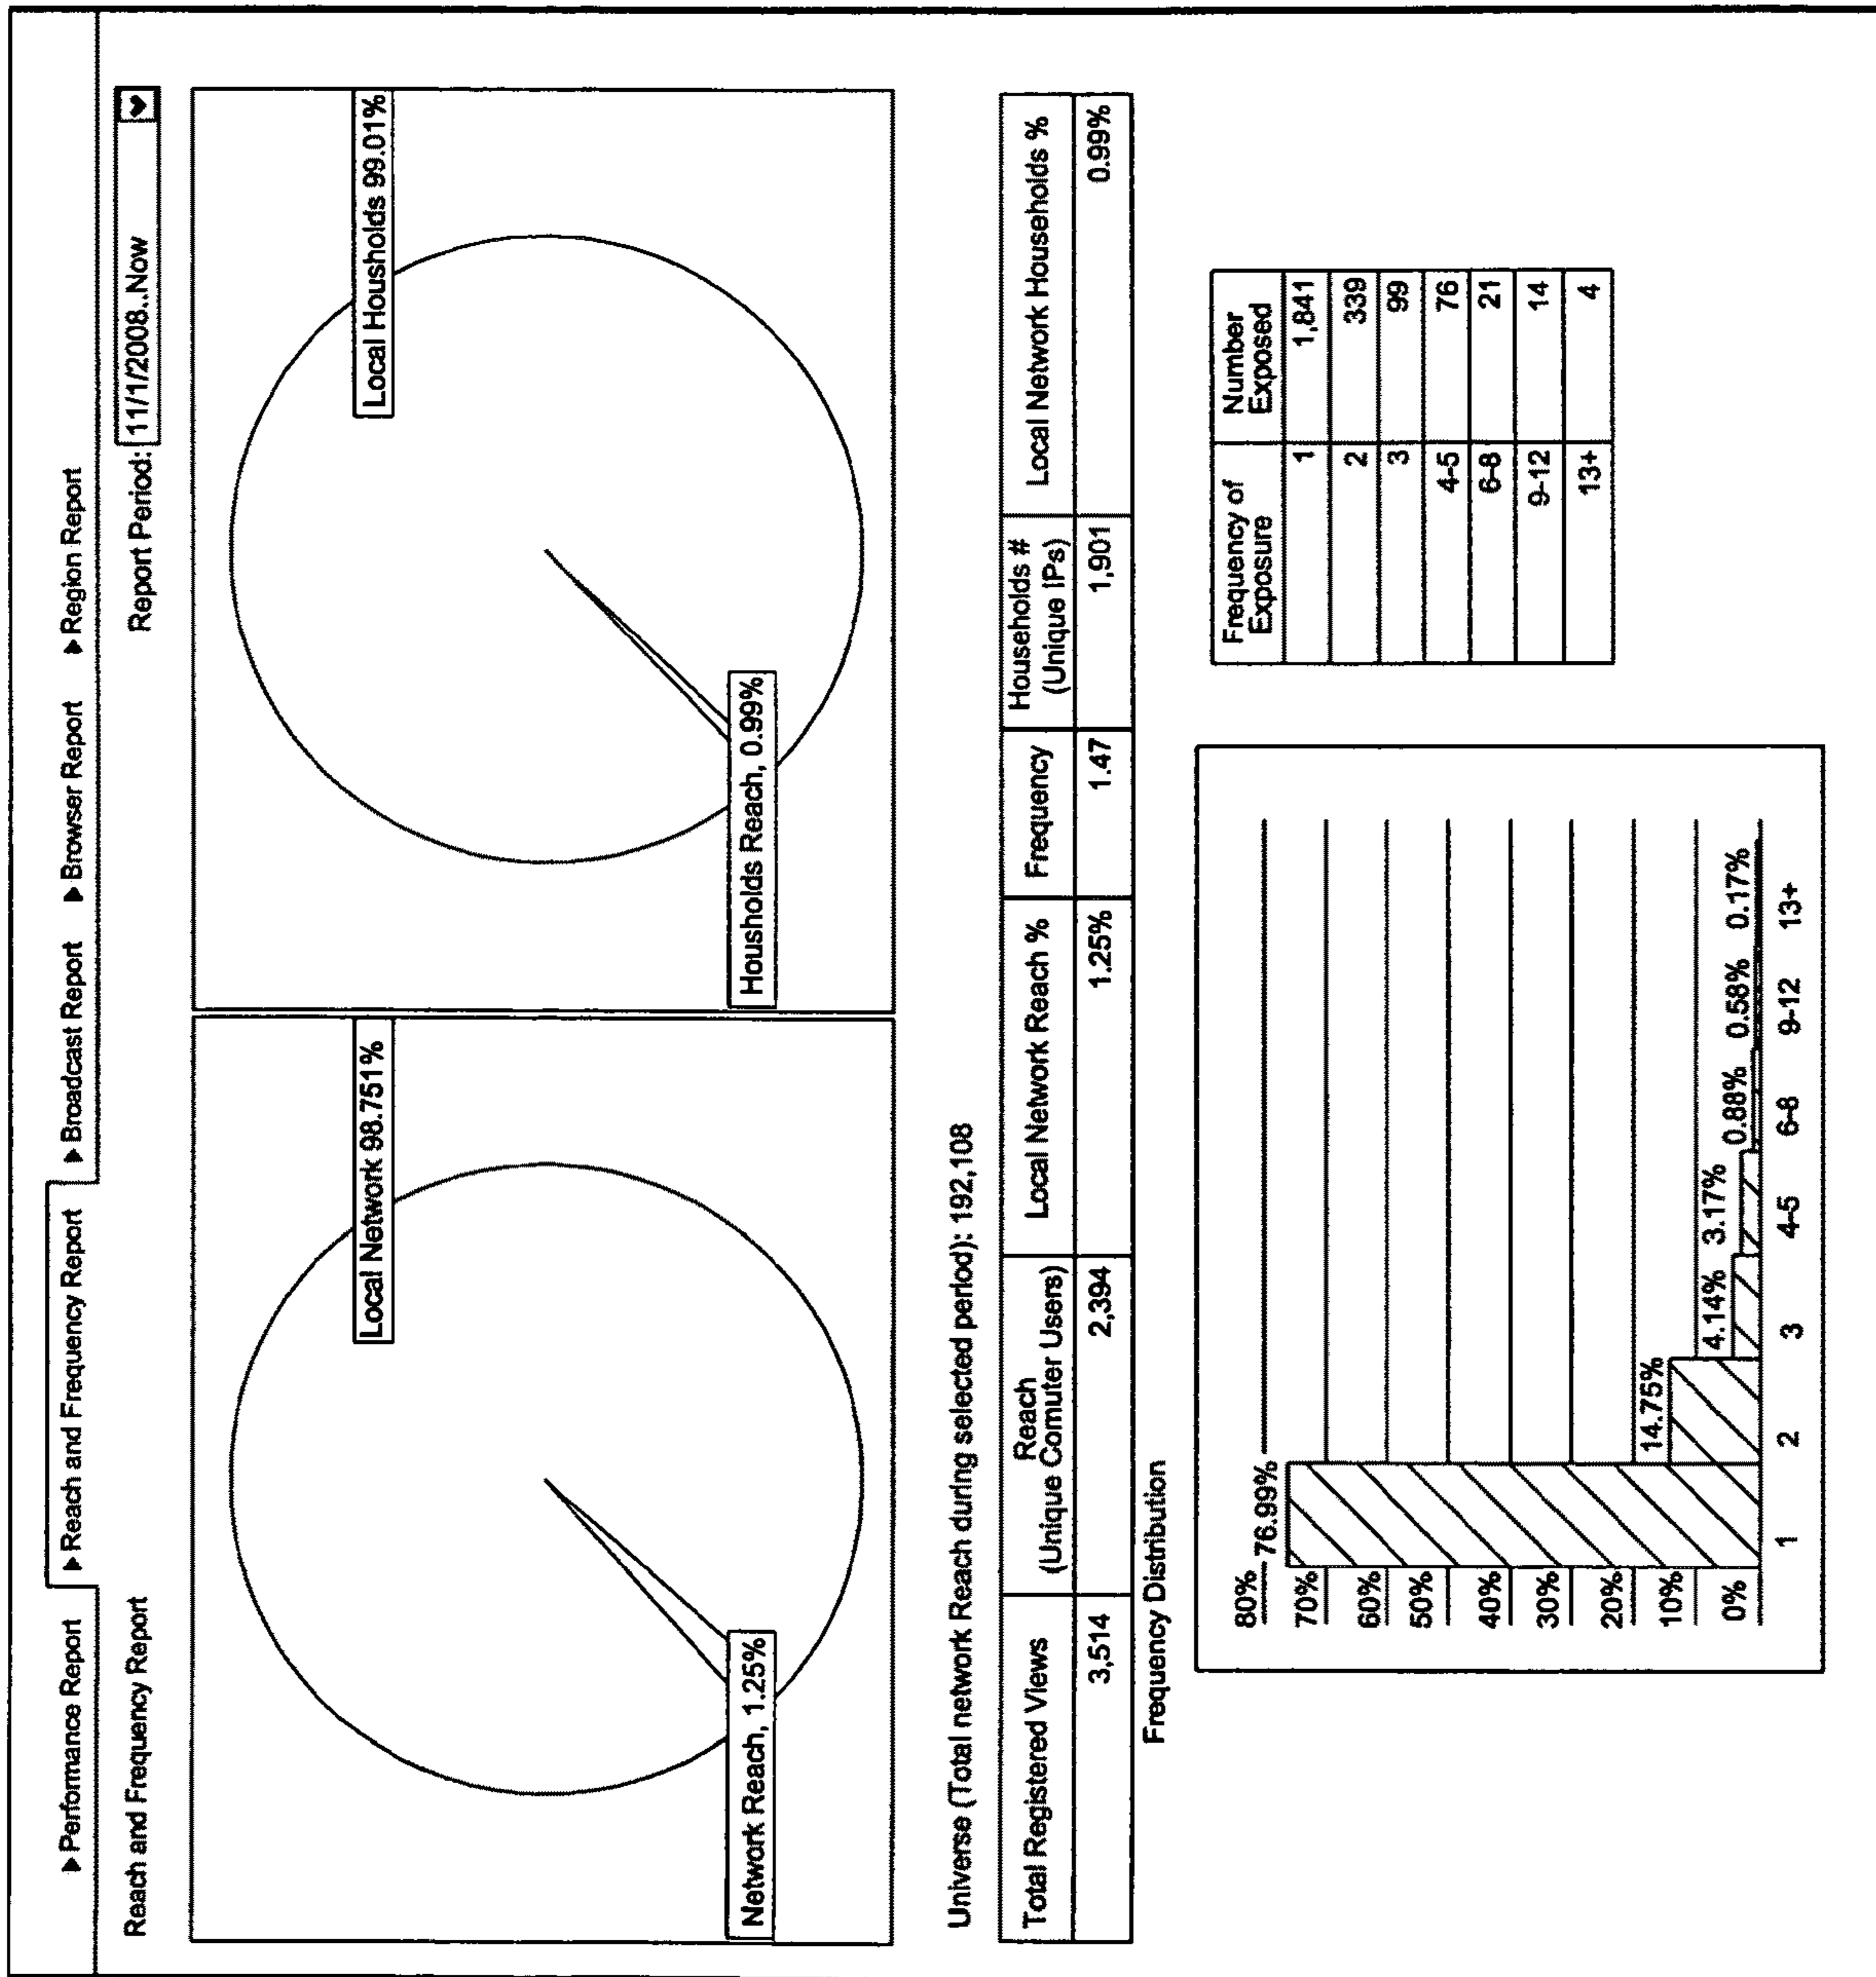 ▶Performance Report ▶Reach and Frequency Report ▶Broadcast Report ▶Browser Report ▶Region Report
Reach and Frequency Report
Report Period: 11/1/2008..Now
Local Network 98.751%
Network Reach, 1.25%
Local Housholds 99.01%
Housholds Reach, 0.99%
Universe (Total network Reach during selected period): 192,108
Total Registered Views
Reach
(Unique Comuter Users)
Local Network Reach %
Frequency
Households #
(Unique IPs)
Local Network Households %
3,514 2,394 1.25% 1.47 1,901 0.99%
Frequency Distribution
80%
70%
60%
50%
40%
30%
20%
10%
0%
76.99%
14.75%
4.14%
3.17%
0.88%
0.58%
0.17%
1 2 3 4-5 6-8 9-12 13+
Frequency of
Exposure
Number
Exposed
1 1,841
2 339
3 99
4-5 76
6-8 21
9-12 14
13+ 4